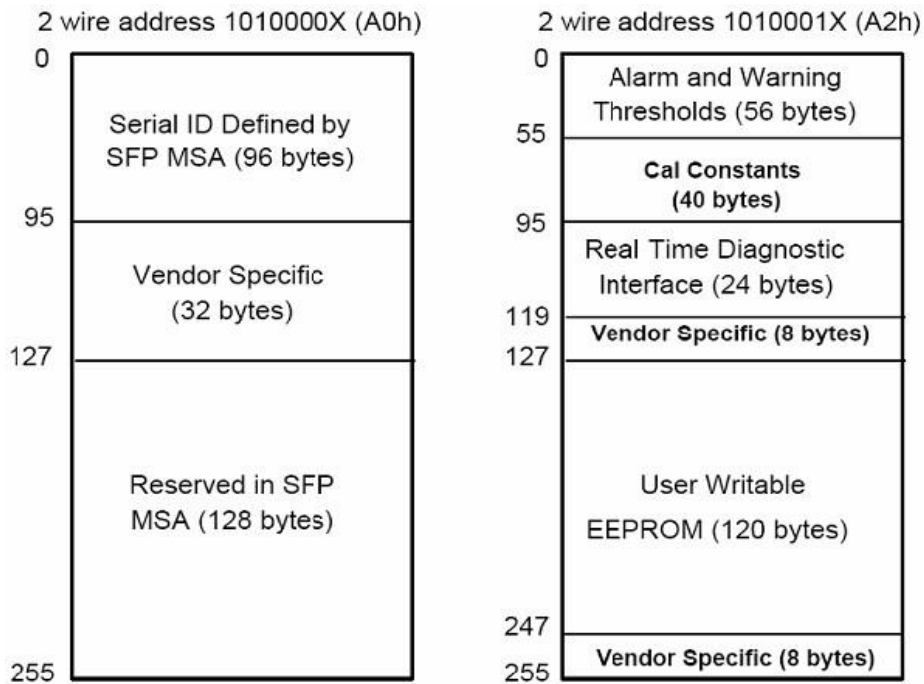 2 wire address 1010000X (A0h)
0
Serial ID Defined by
SFP MSA (96 bytes)
95
Vendor Specific
(32 bytes)
127
Reserved in SFP
MSA (128 bytes)
255
2 wire address 1010001X (A2h)
0
Alarm and Warning
Thresholds (56 bytes)
55
Cal Constants
(40 bytes)
95
Real Time Diagnostic
Interface (24 bytes)
119
Vendor Specific (8 bytes)
127
User Writable
EEPROM (120 bytes)
247
Vendor Specific (8 bytes)
255